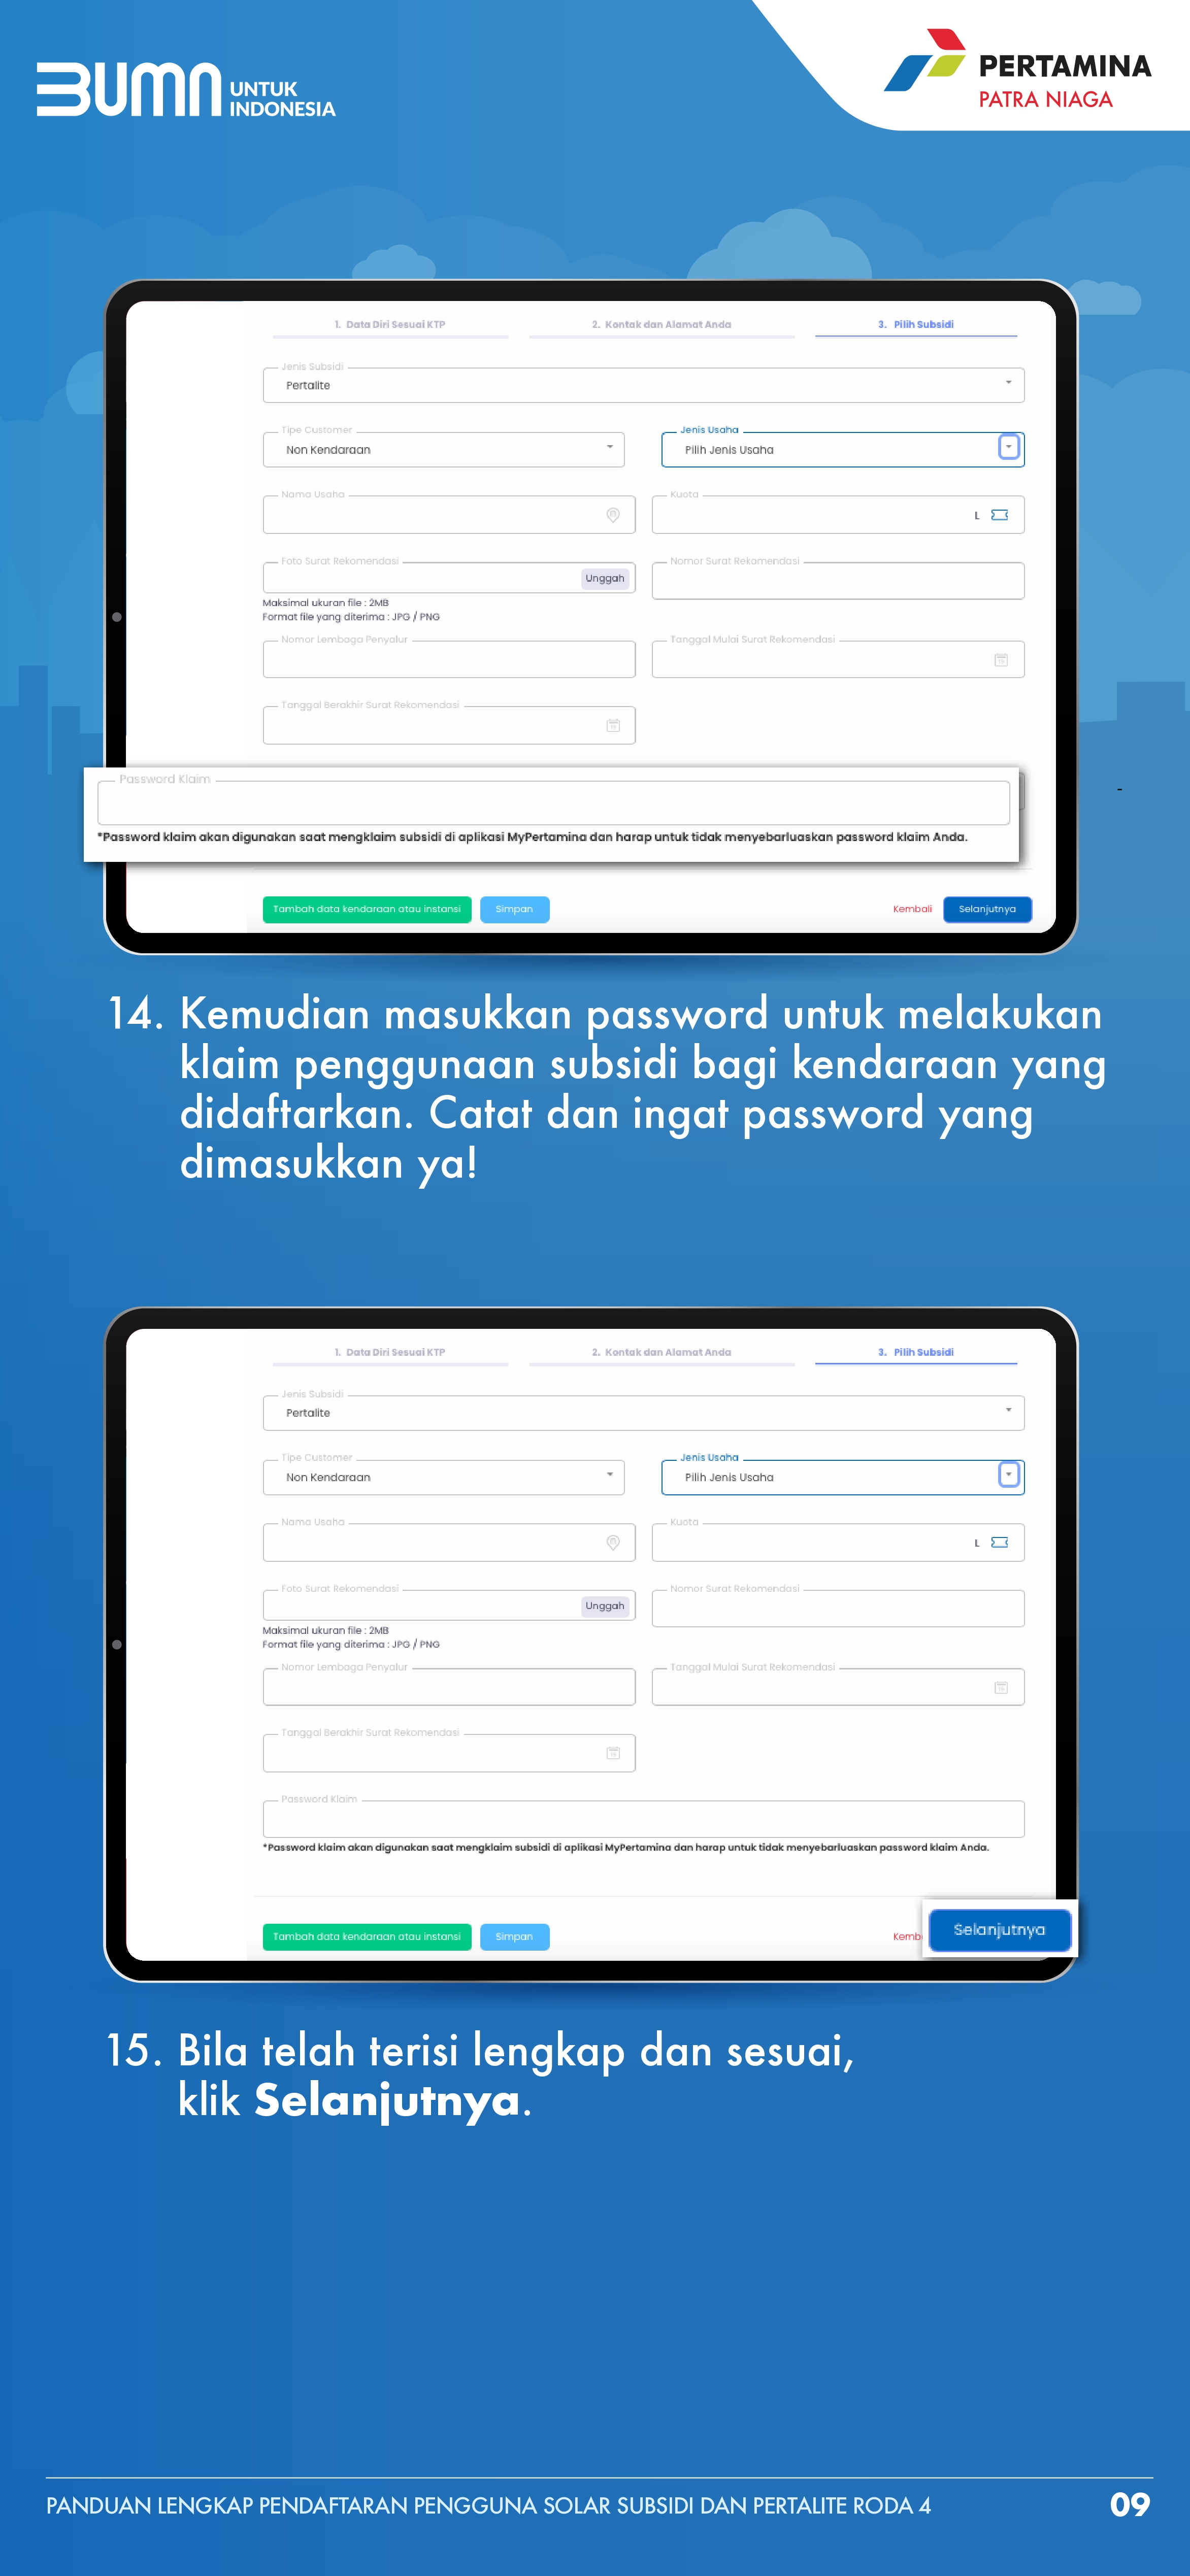 BUMN UNTUK
INDONESIA
PERTAMINA
PATRA NIAGA
1. Data Diri Sesuai KTP
2. Kontak dan Alamat Anda
3. Pilih Subsidi
Jenis Subsidi
Pertalite
Tipe Customer
Non Kendaraan
Jenis Usaha
Pilih Jenis Usaha
Nama Usaha
Kuota
L
Foto Surat Rekomendasi
Unggah
Nomor Surat Rekomendasi
Maksimal ukuran file : 2MB
Format file yang diterima : JPG / PNG
Nomor Lembaga Penyalur
Tanggal Mulai Surat Rekomendasi
Tanggal Berakhir Surat Rekomendasi
Password Klaim
*Password klaim akan digunakan saat mengklaim subsidi di aplikasi MyPertamina dan harap untuk tidak menyebarluaskan password klaim Anda.
-
Tambah data kendaraan atau instansi
Simpan
Kembali
Selanjutnya
14. Kemudian masukkan password untuk melakukan
klaim penggunaan subsidi bagi kendaraan yang
didaftarkan. Catat dan ingat password yang
dimasukkan ya!
1. Data Diri Sesuai KTP
2. Kontak dan Alamat Anda
3. Pilih Subsidi
Jenis Subsidi
Pertalite
Tipe Customer
Non Kendaraan
Jenis Usaha
Pilih Jenis Usaha
Nama Usaha
Kuota
L
Foto Surat Rekomendasi
Unggah
Nomor Surat Rekomendasi
Maksimal ukuran file : 2MB
Format file yang diterima : JPG / PNG
Nomor Lembaga Penyalur
Tanggal Mulai Surat Rekomendasi
Tanggal Berakhir Surat Rekomendasi
Password Klaim
*Password klaim akan digunakan saat mengklaim subsidi di aplikasi MyPertamina dan harap untuk tidak menyebarluaskan password klaim Anda.
Tambah data kendaraan atau instansi
Simpan
Kemb
Selanjutnya
15. Bila telah terisi lengkap dan sesuai,
klik Selanjutnya.
PANDUAN LENGKAP PENDAFTARAN PENGGUNA SOLAR SUBSIDI DAN PERTALITE RODA 4
09